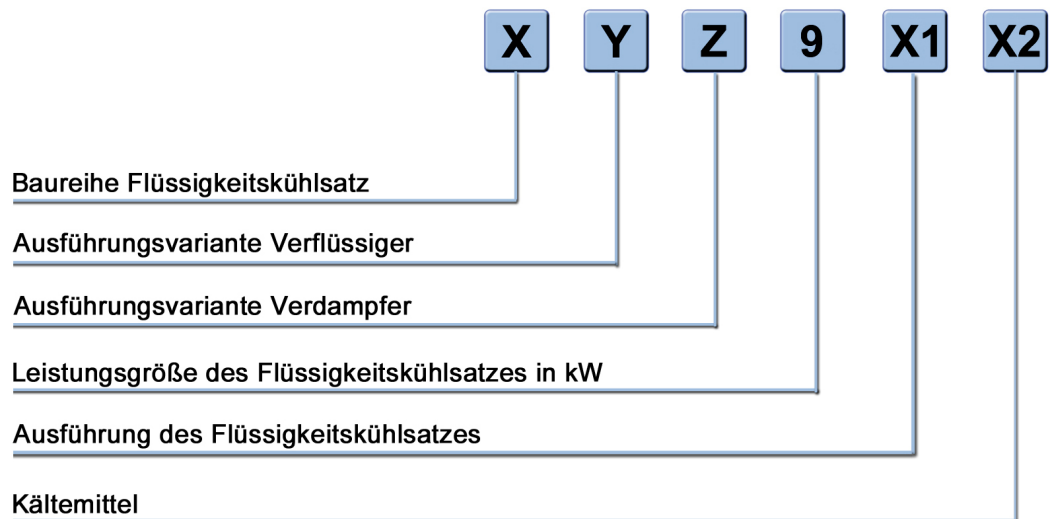 X Y Z 9 X1 X2
Baureihe Flüssigkeitskühlsatz
Ausführungsvariante Verflüssiger
Ausführungsvariante Verdampfer
Leistungsgröße des Flüssigkeitskühlsatzes in kW
Ausführung des Flüssigkeitskühlsatzes
Kältemittel